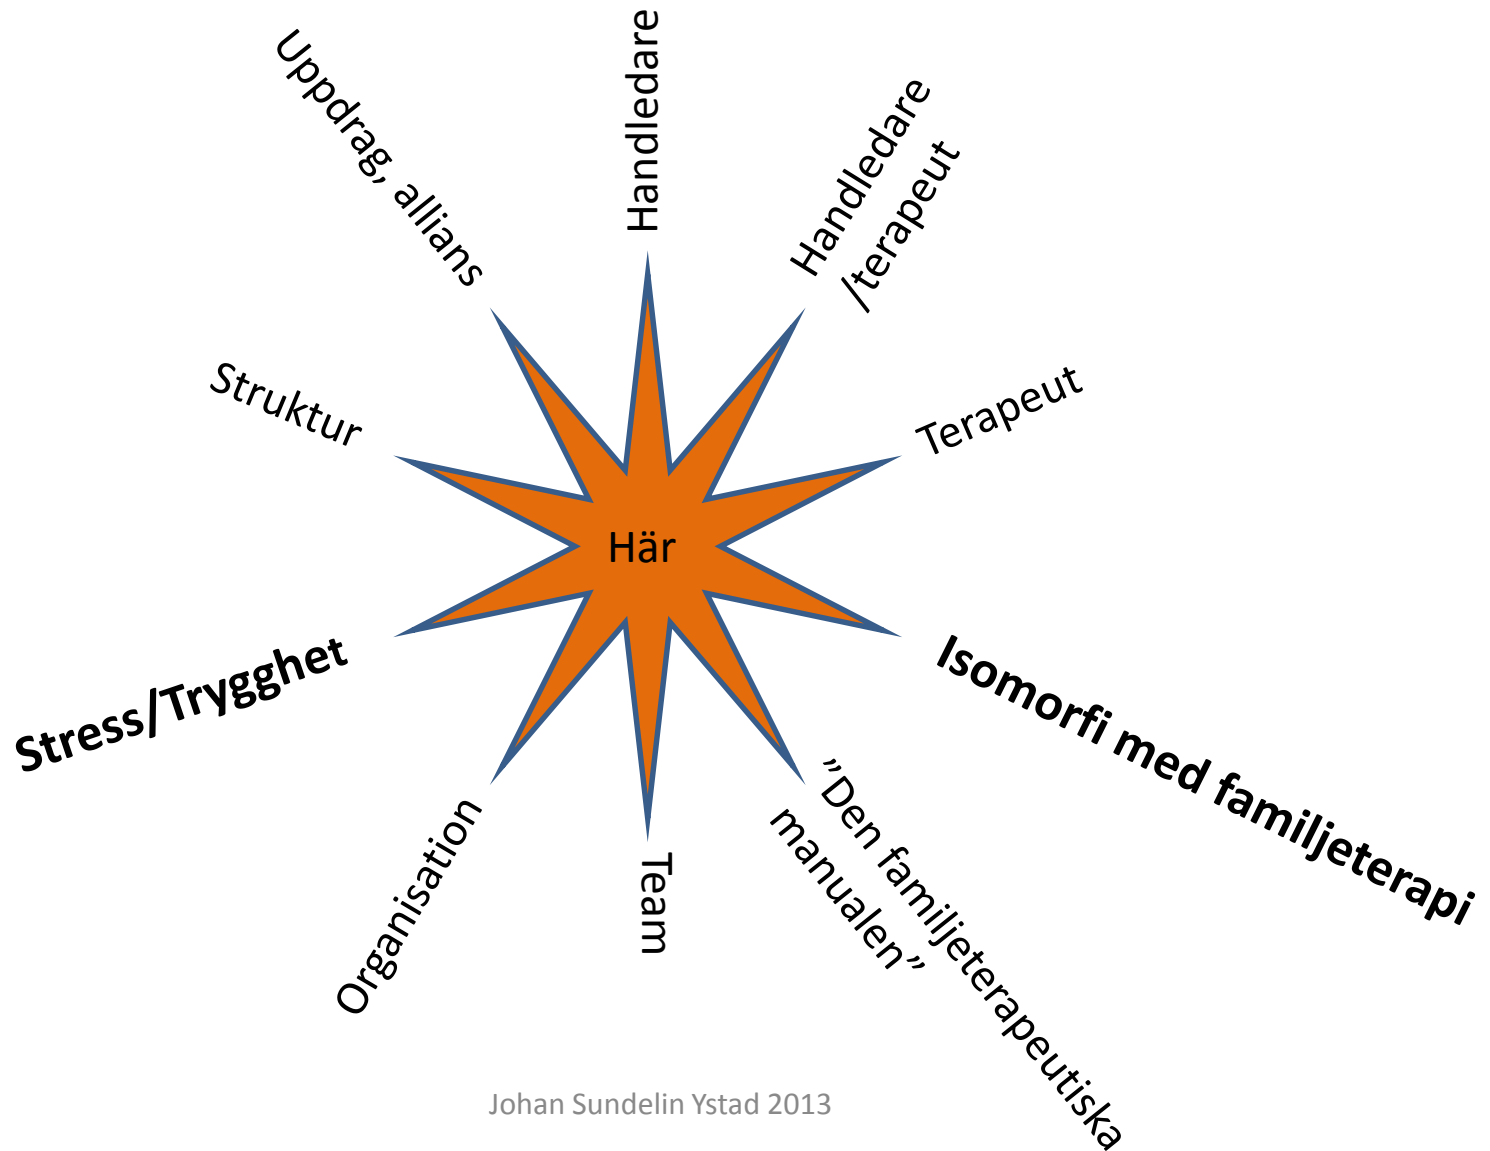 Handledare
Handledare
/terapeut
Terapeut
Isomorfi med familjeterapi
”Den familjeterapeutiska
manualen”
Team
Organisation
Stress/Trygghet
Struktur
Uppdrag, allians
Här
Johan Sundelin Ystad 2013